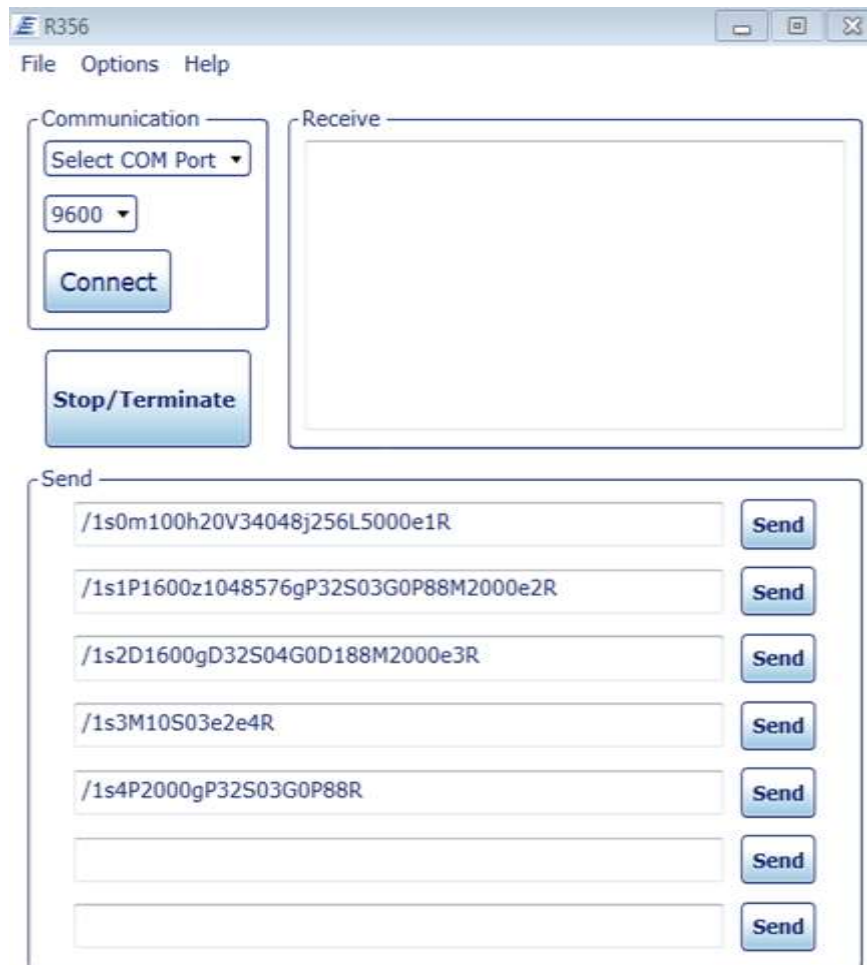 R356
File Options Help
Communication
Select COM Port
9600
Connect
Receive
Stop/Terminate
Send
/1s0m100h20V34048j256L5000e1R Send
/1s1P1600z1048576gP32S03G0P88M2000e2R Send
/1s2D1600gD32S04G0D188M2000e3R Send
/1s3M10S03e2e4R Send
/1s4P2000gP32S03G0P88R Send
Send
Send